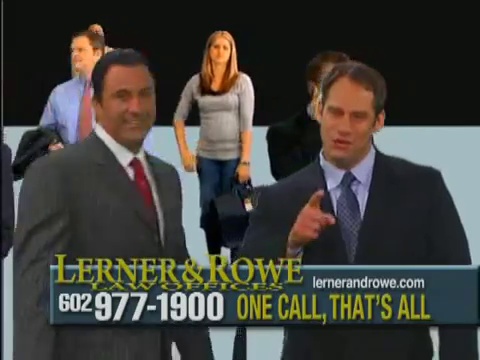 LERNER & ROWE
LAW OFFICES
lernerandrowe.com
602 977-1900 ONE CALL, THAT'S ALL